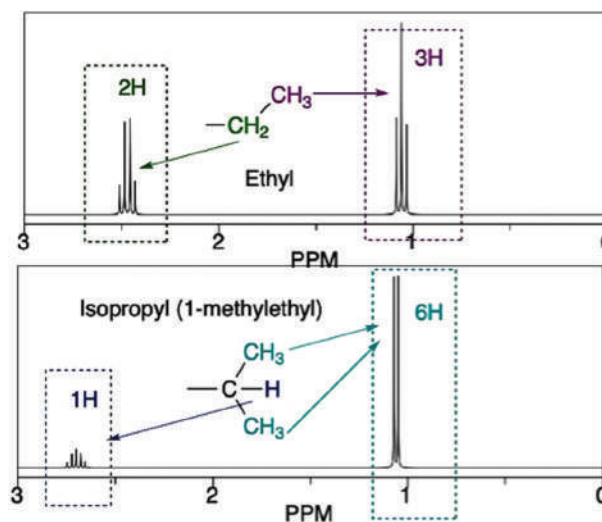 2H
3H
CH₃
—CH₂
Ethyl
3
2
1
0
PPM
Isopropyl (1-methylethyl)
6H
CH₃
1H
—C—H
CH₃
3
2
1
0
PPM